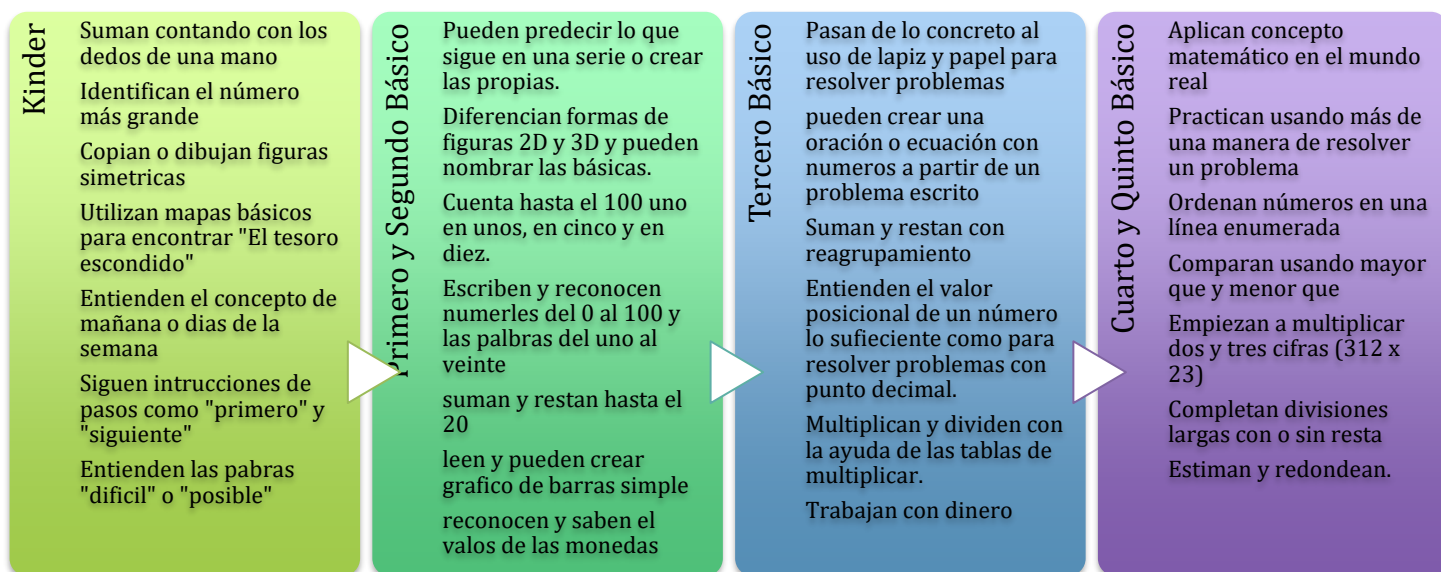 Kinder
Suman contando con los
dedos de una mano
Identifican el número
más grande
Copian o dibujan figuras
simetricas
Utilizan mapas básicos
para encontrar "El tesoro
escondido"
Entienden el concepto de
mañana o dias de la
semana
Siguen intrucciones de
pasos como "primero" y
"siguiente"
Entienden las pabras
"dificil" o "posible"
Primero y Segundo Básico
Pueden predecir lo que
sigue en una serie o crear
las propias.
Diferencian formas de
figuras 2D y 3D y pueden
nombrar las básicas.
Cuenta hasta el 100 uno
en unos, en cinco y en
diez.
Escriben y reconocen
numerles del 0 al 100 y
las palbras del uno al
veinte
suman y restan hasta el
20
leen y pueden crear
grafico de barras simple
reconocen y saben el
valos de las monedas
Tercero Básico
Pasan de lo concreto al
uso de lapiz y papel para
resolver problemas
pueden crear una
oración o ecuación con
numeros a partir de un
problema escrito
Suman y restan con
reagrupamiento
Entienden el valor
posicional de un número
lo sufieciente como para
resolver problemas con
punto decimal.
Multiplican y dividen con
la ayuda de las tablas de
multiplicar.
Trabajan con dinero
Cuarto y Quinto Básico
Aplican concepto
matemático en el mundo
real
Practican usando más de
una manera de resolver
un problema
Ordenan números en una
línea enumerada
Comparan usando mayor
que y menor que
Empiezan a multiplicar
dos y tres cifras (312 x
23)
Completan divisiones
largas con o sin resta
Estiman y redondean.